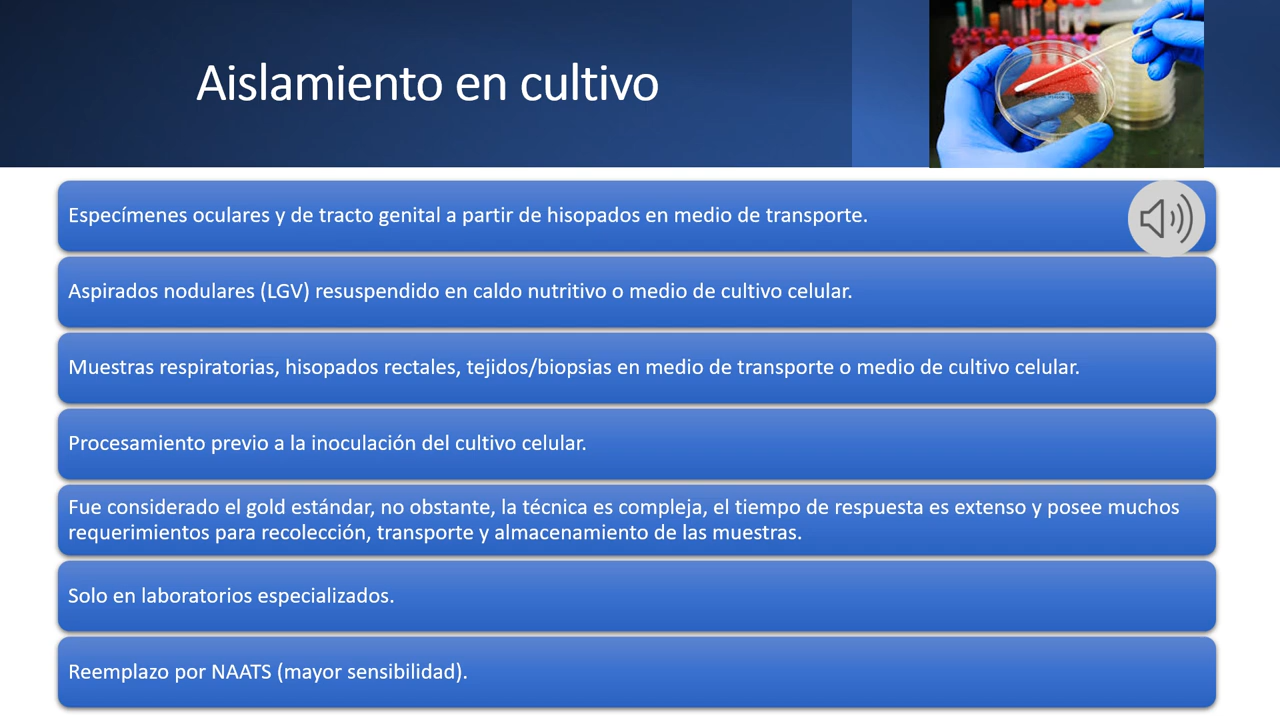 Aislamiento en cultivo
Especímenes oculares y de tracto genital a partir de hisopados en medio de transporte.
Aspirados nodulares (LGV) resuspendido en caldo nutritivo o medio de cultivo celular.
Muestras respiratorias, hisopados rectales, tejidos/biopsias en medio de transporte o medio de cultivo celular.
Procesamiento previo a la inoculación del cultivo celular.
Fue considerado el gold estándar, no obstante, la técnica es compleja, el tiempo de respuesta es extenso y posee muchos
requerimientos para recolección, transporte y almacenamiento de las muestras.
Solo en laboratorios especializados.
Reemplazo por NAATS (mayor sensibilidad).